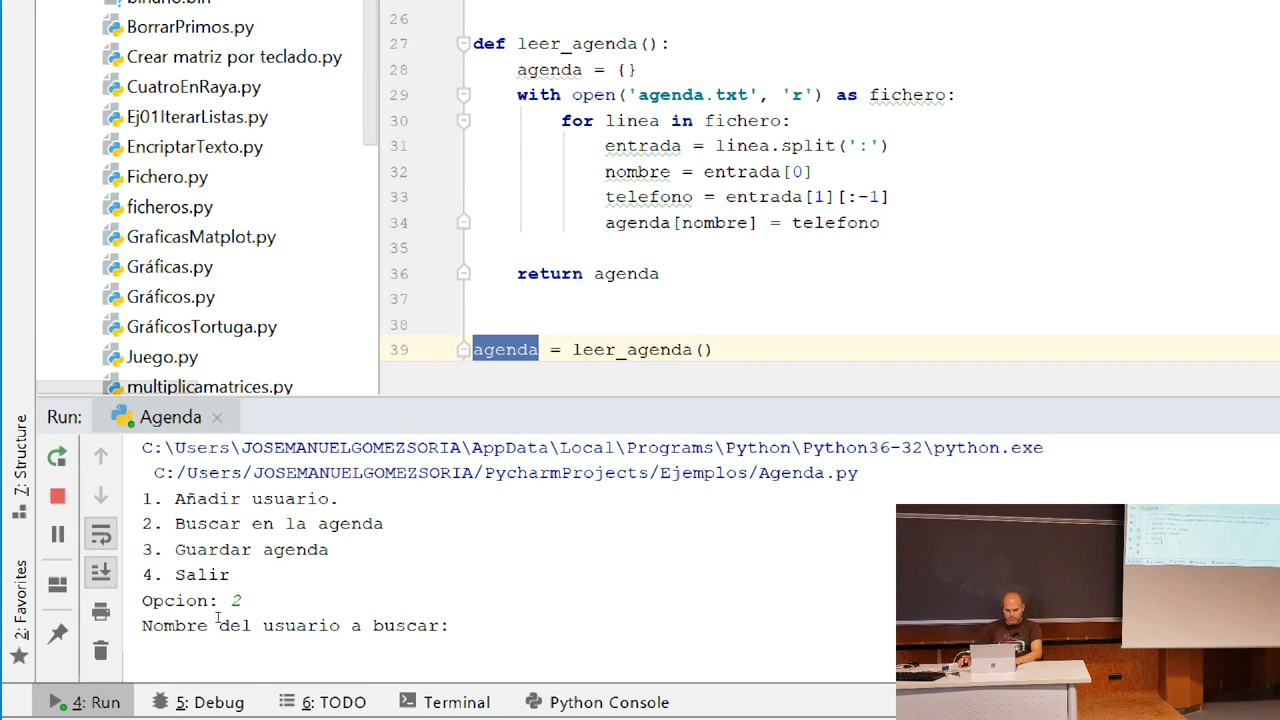 BorrarPrimos.py
Crear matriz por teclado.py
CuatroEnRaya.py
Ej01IterarListas.py
EncriptarTexto.py
Fichero.py
ficheros.py
GraficasMatplot.py
Gráficas.py
Gráficos.py
GráficosTortuga.py
Juego.py
multiplicamatrices.py
26
27 def leer_agenda():
28 agenda = {}
29 with open('agenda.txt', 'r') as fichero:
30 for linea in fichero:
31 entrada = linea.split(':')
32 nombre = entrada[0]
33 telefono = entrada[1][:-1]
34 agenda[nombre] = telefono
35
36 return agenda
37
38
39 agenda = leer_agenda()
7: Structure
2: Favorites
Run: Agenda
C:\Users\JOSEMANUELGOMEZSORIA\AppData\Local\Programs\Python\Python36-32\python.exe
C:/Users/JOSEMANUELGOMEZSORIA/PycharmProjects/Ejemplos/Agenda.py
1. Añadir usuario.
2. Buscar en la agenda
3. Guardar agenda
4. Salir
Opcion: 2
Nombre del usuario a buscar:
4: Run 5: Debug 6: TODO Terminal Python Console